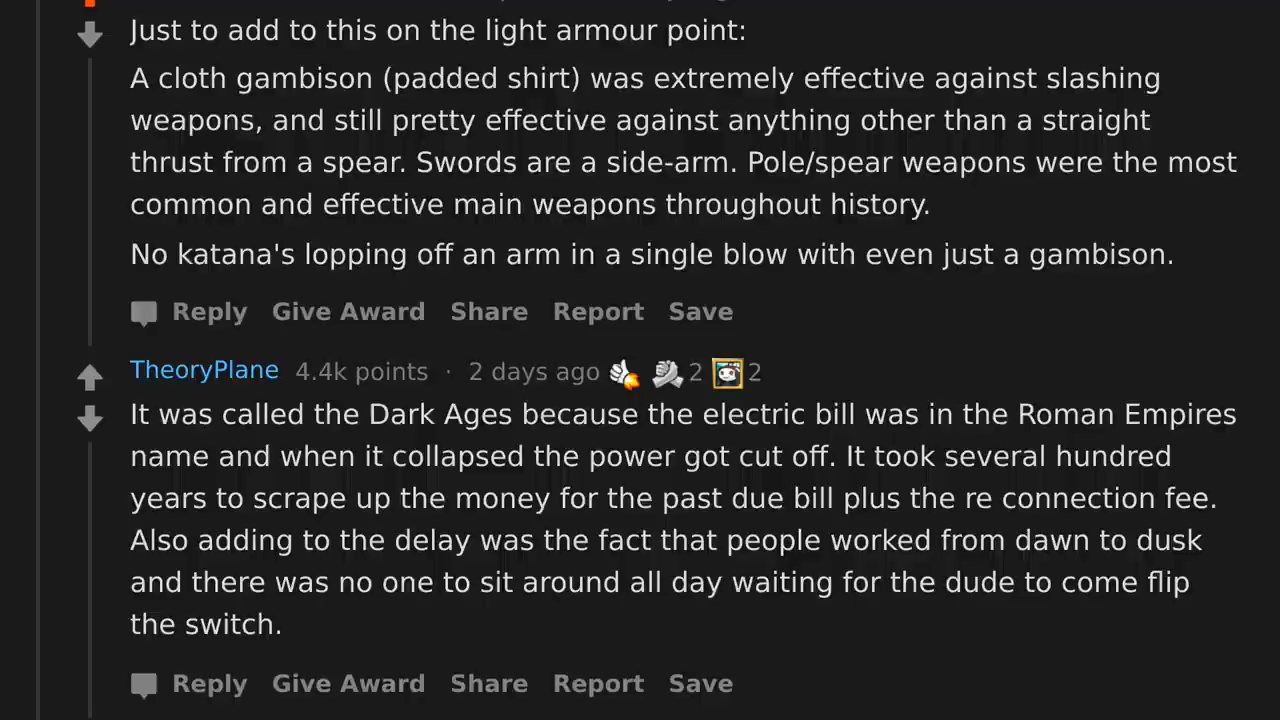 Just to add to this on the light armour point:
A cloth gambison (padded shirt) was extremely effective against slashing
weapons, and still pretty effective against anything other than a straight
thrust from a spear. Swords are a side-arm. Pole/spear weapons were the most
common and effective main weapons throughout history.
No katana's lopping off an arm in a single blow with even just a gambison.
Reply Give Award Share Report Save
TheoryPlane 4.4k points · 2 days ago 2 2
It was called the Dark Ages because the electric bill was in the Roman Empires
name and when it collapsed the power got cut off. It took several hundred
years to scrape up the money for the past due bill plus the re connection fee.
Also adding to the delay was the fact that people worked from dawn to dusk
and there was no one to sit around all day waiting for the dude to come flip
the switch.
Reply Give Award Share Report Save